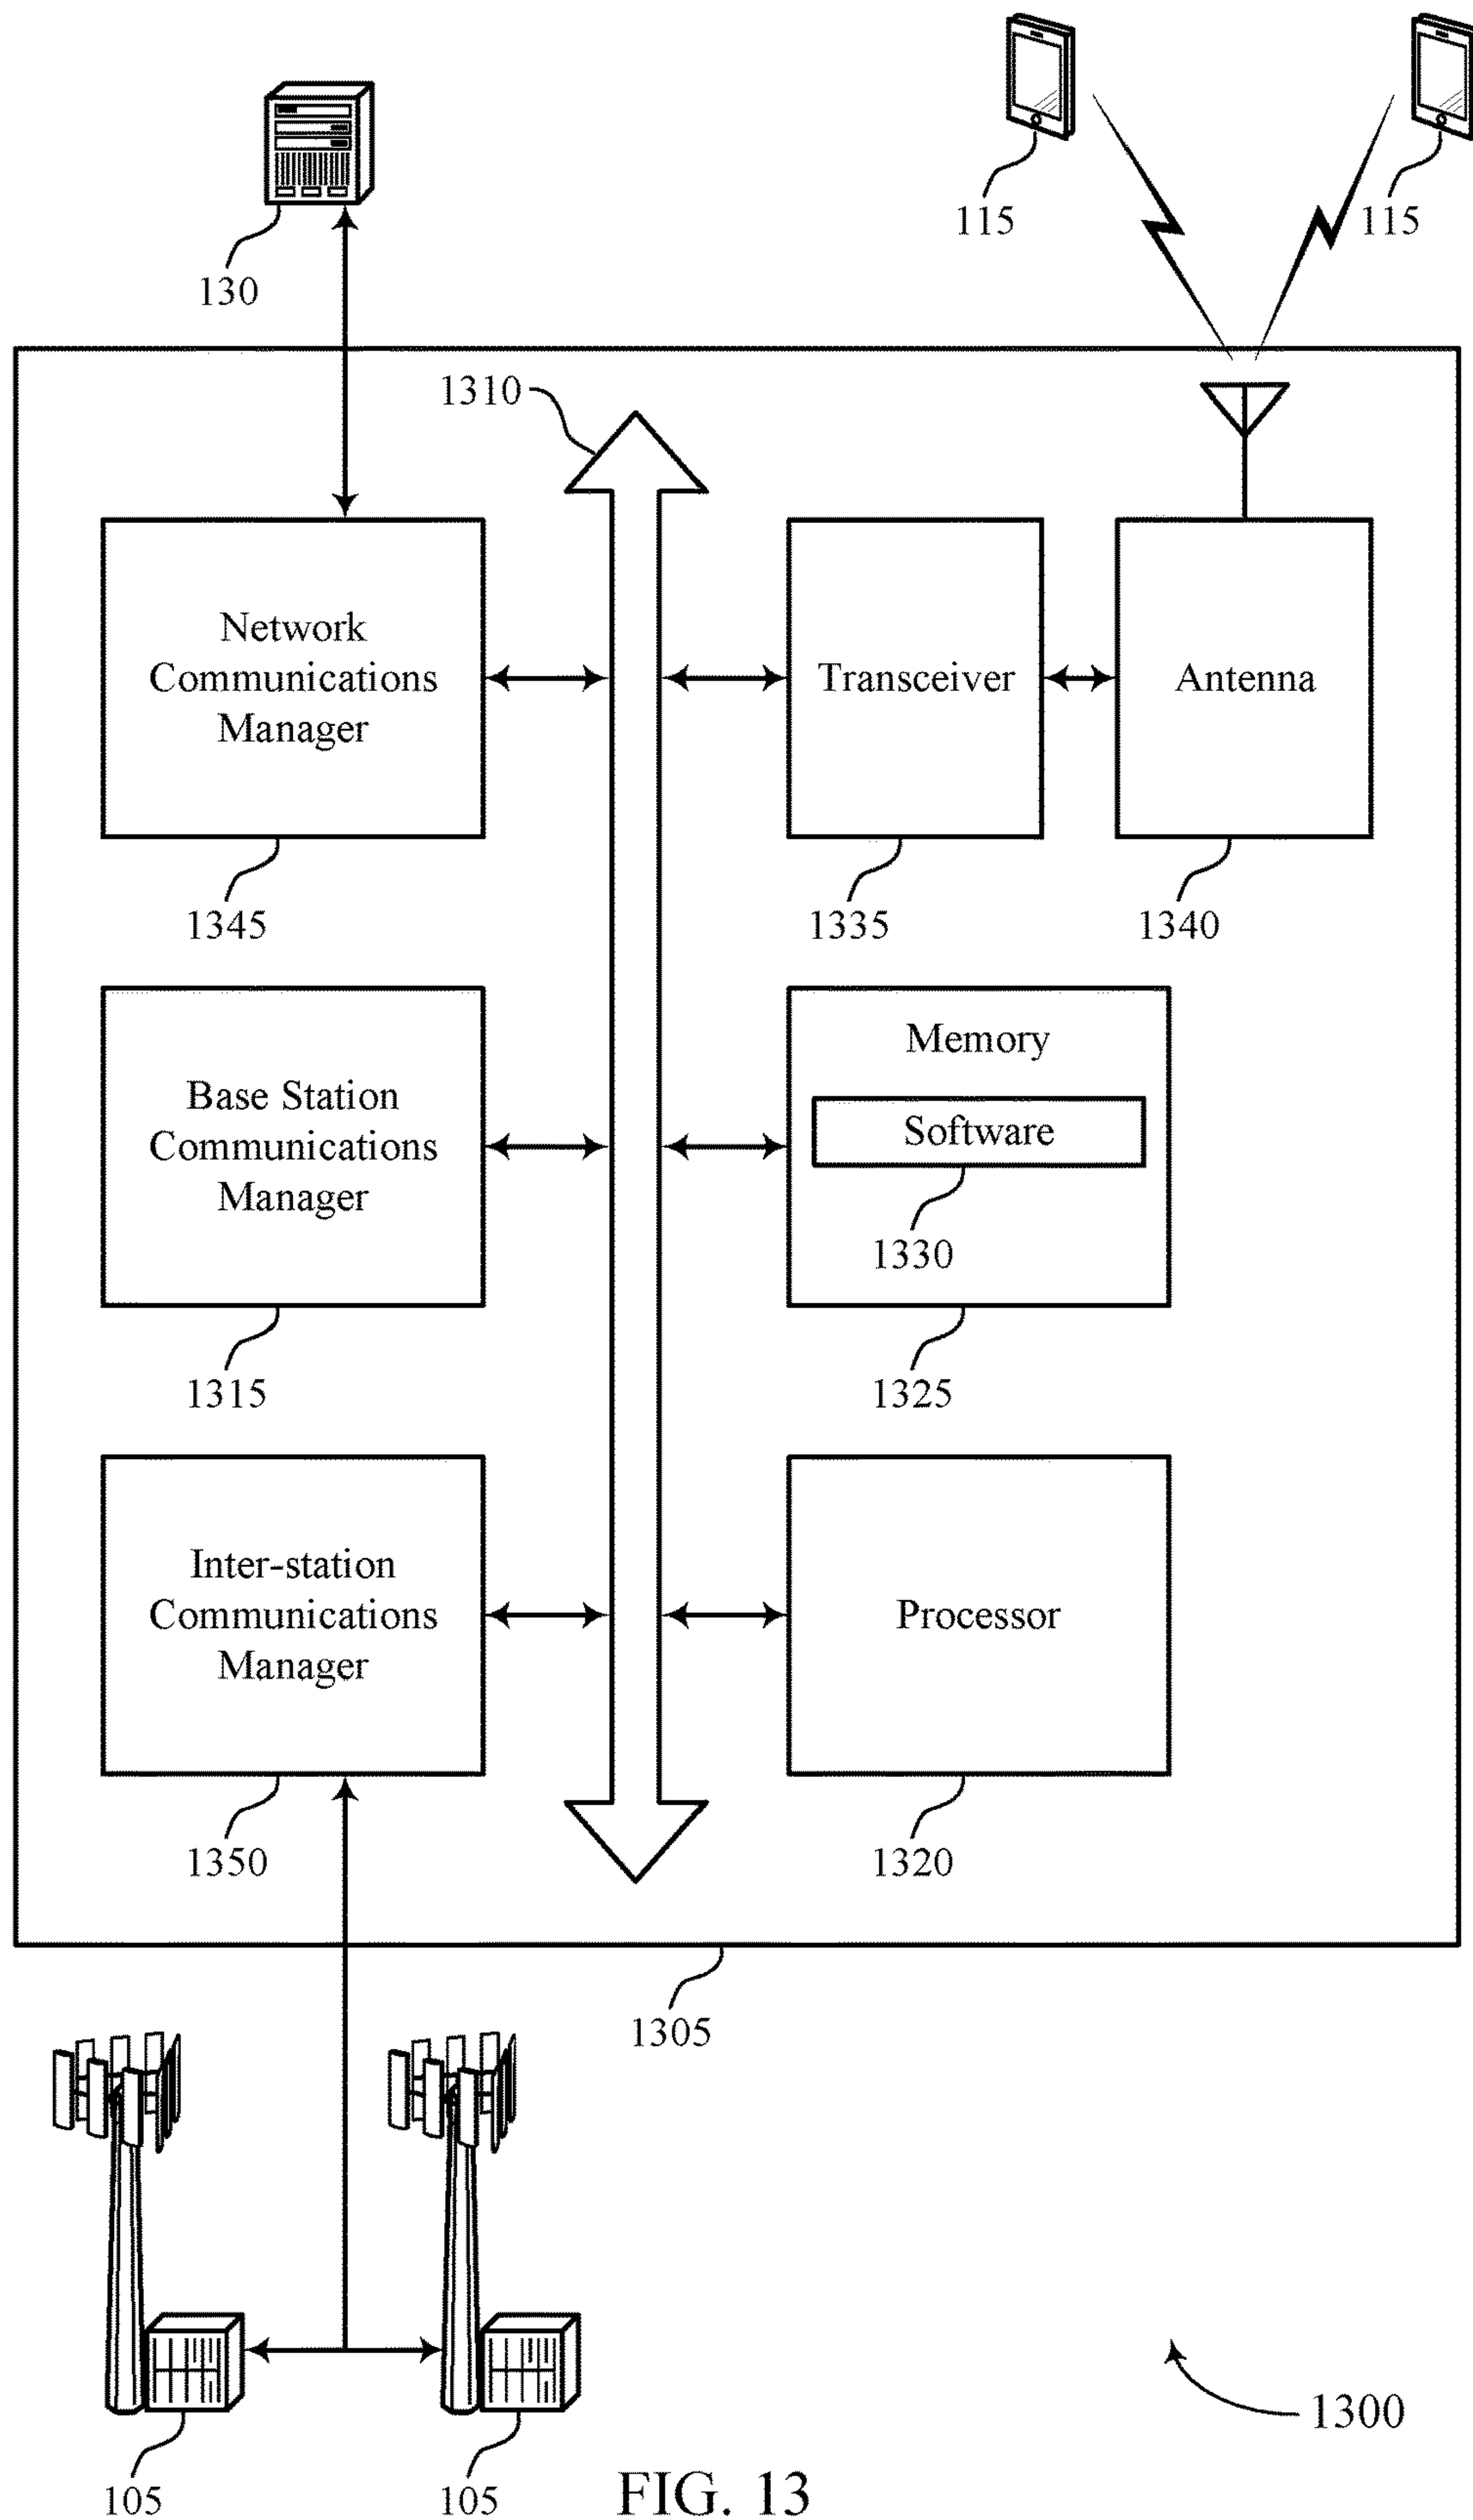 115
115
130
1310
Network
Communications
Manager
Transceiver
Antenna
1345
1335
1340
Base Station
Communications
Manager
Memory
Software
1330
1315
1325
Inter-station
Communications
Manager
Processor
1350
1320
1305
1300
105
105
FIG. 13